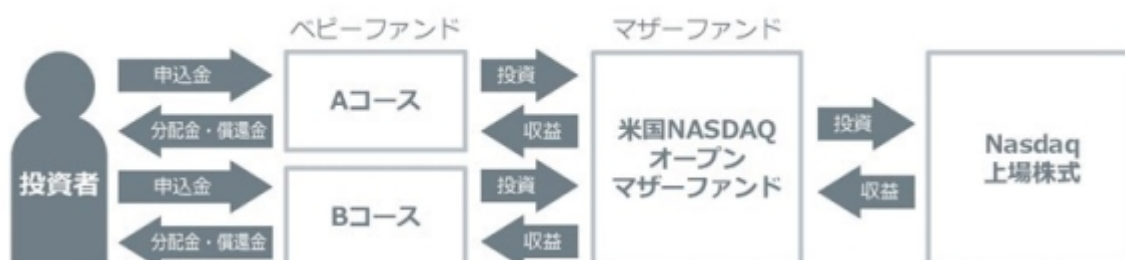 ベビーファンド
マザーファンド
投資者
申込金
分配金・償還金
申込金
分配金・償還金
Aコース
Bコース
投資
収益
投資
収益
米国NASDAQ
オープン
マザーファンド
投資
収益
Nasdaq
上場株式